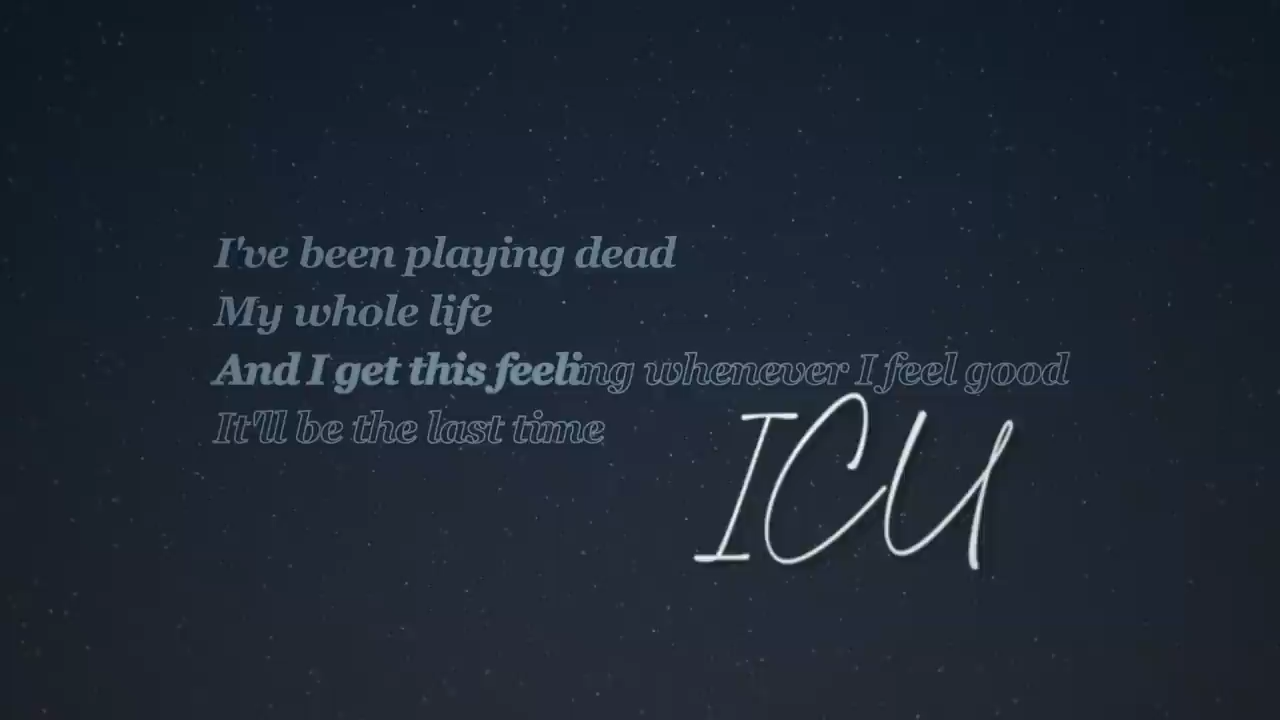 I've been playing dead
My whole life
And I get this feeling whenever I feel good
It'll be the last time
ICU